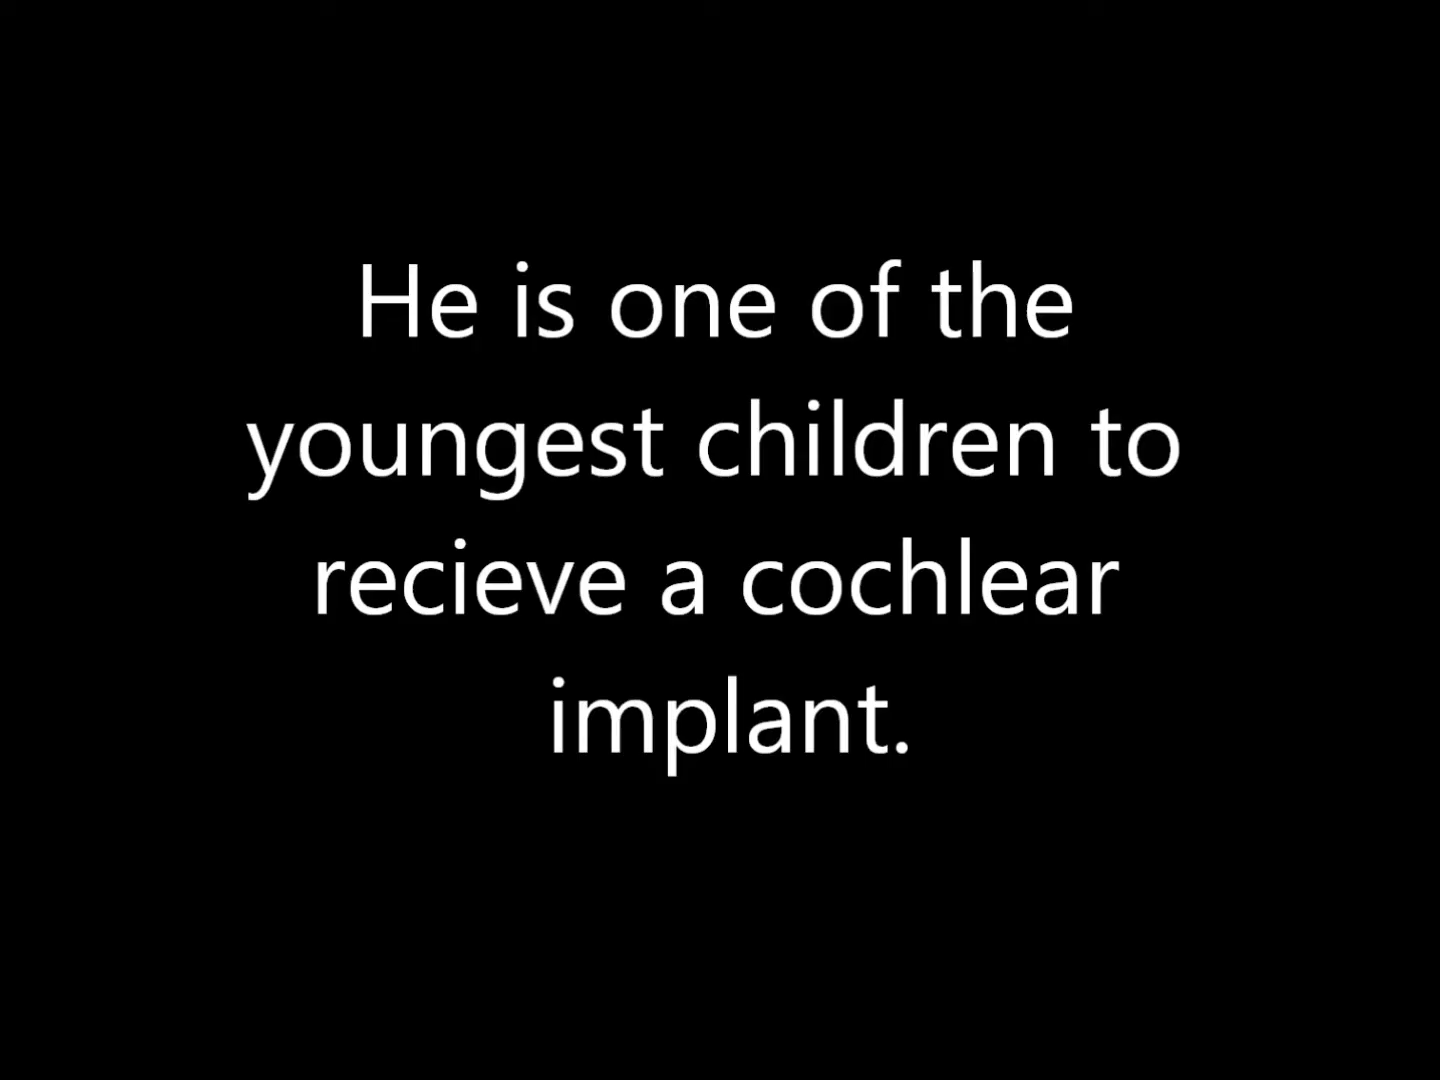 He is one of the
youngest children to
recieve a cochlear
implant.